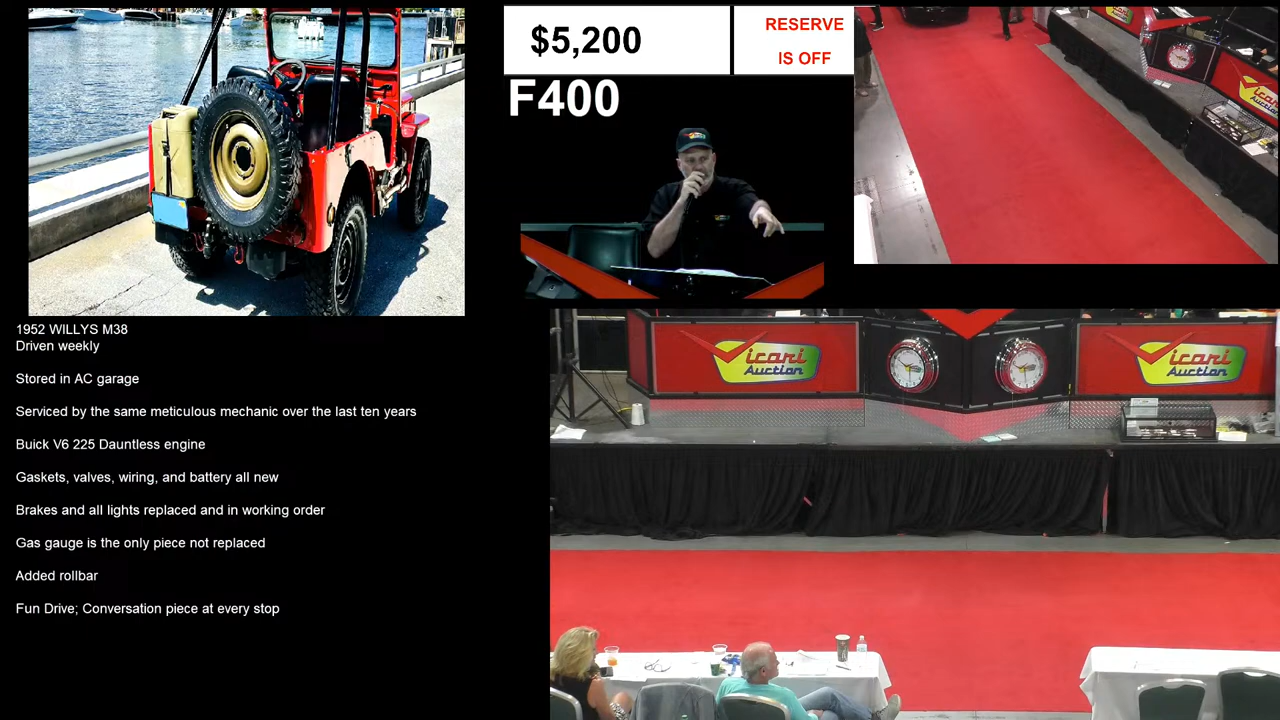 $5,200
RESERVE
IS OFF
F400
1952 WILLYS M38
Driven weekly
Stored in AC garage
Serviced by the same meticulous mechanic over the last ten years
Buick V6 225 Dauntless engine
Gaskets, valves, wiring, and battery all new
Brakes and all lights replaced and in working order
Gas gauge is the only piece not replaced
Added rollbar
Fun Drive; Conversation piece at every stop
Vicari
Auction
Vicari
Auction